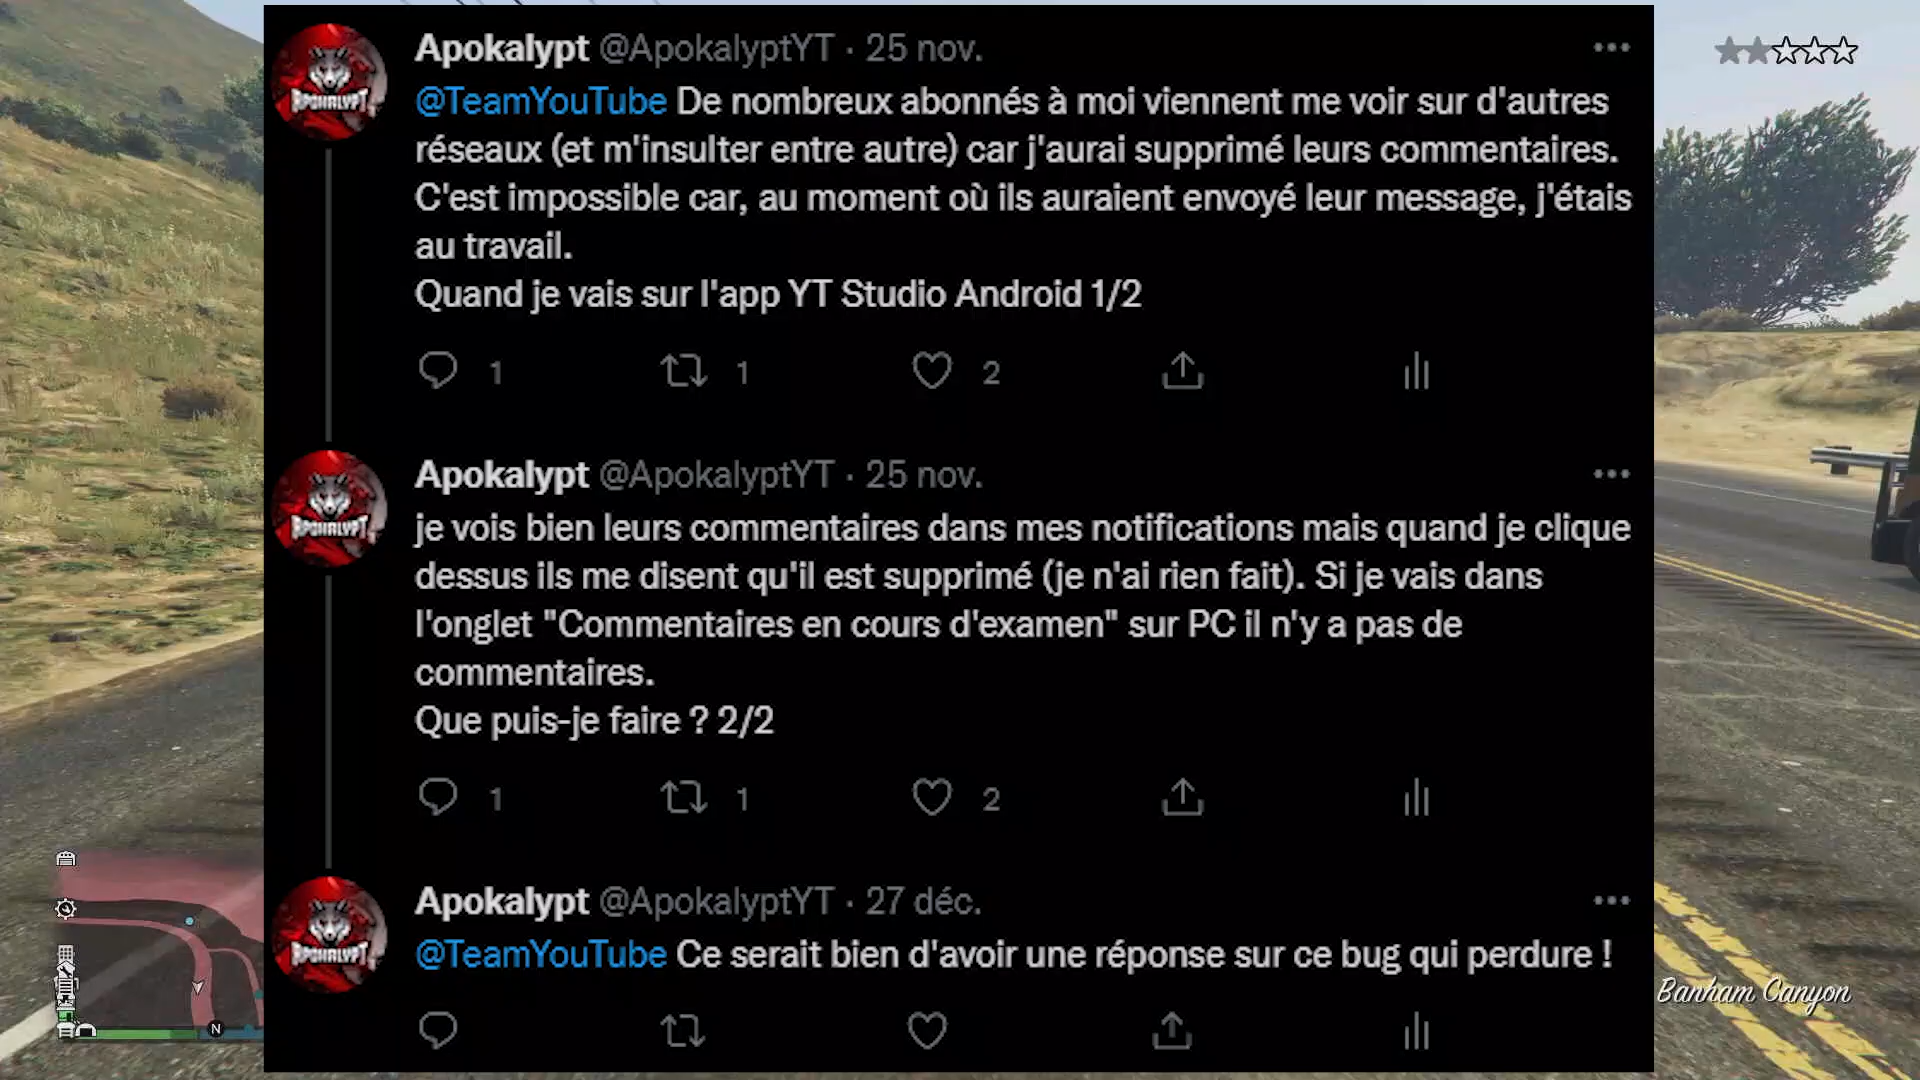 Apokalypt @ApokalyptYT · 25 nov.
@TeamYouTube De nombreux abonnés à moi viennent me voir sur d'autres
réseaux (et m'insulter entre autre) car j'aurai supprimé leurs commentaires.
C'est impossible car, au moment où ils auraient envoyé leur message, j'étais
au travail.
Quand je vais sur l'app YT Studio Android 1/2
1 1 2
Apokalypt @ApokalyptYT · 25 nov.
je vois bien leurs commentaires dans mes notifications mais quand je clique
dessus ils me disent qu'il est supprimé (je n'ai rien fait). Si je vais dans
l'onglet "Commentaires en cours d'examen" sur PC il n'y a pas de
commentaires.
Que puis-je faire ? 2/2
1 1 2
Apokalypt @ApokalyptYT · 27 déc.
@TeamYouTube Ce serait bien d'avoir une réponse sur ce bug qui perdure !
APOKALYPT
APOKALYPT
APOKALYPT
Banham Canyon
N